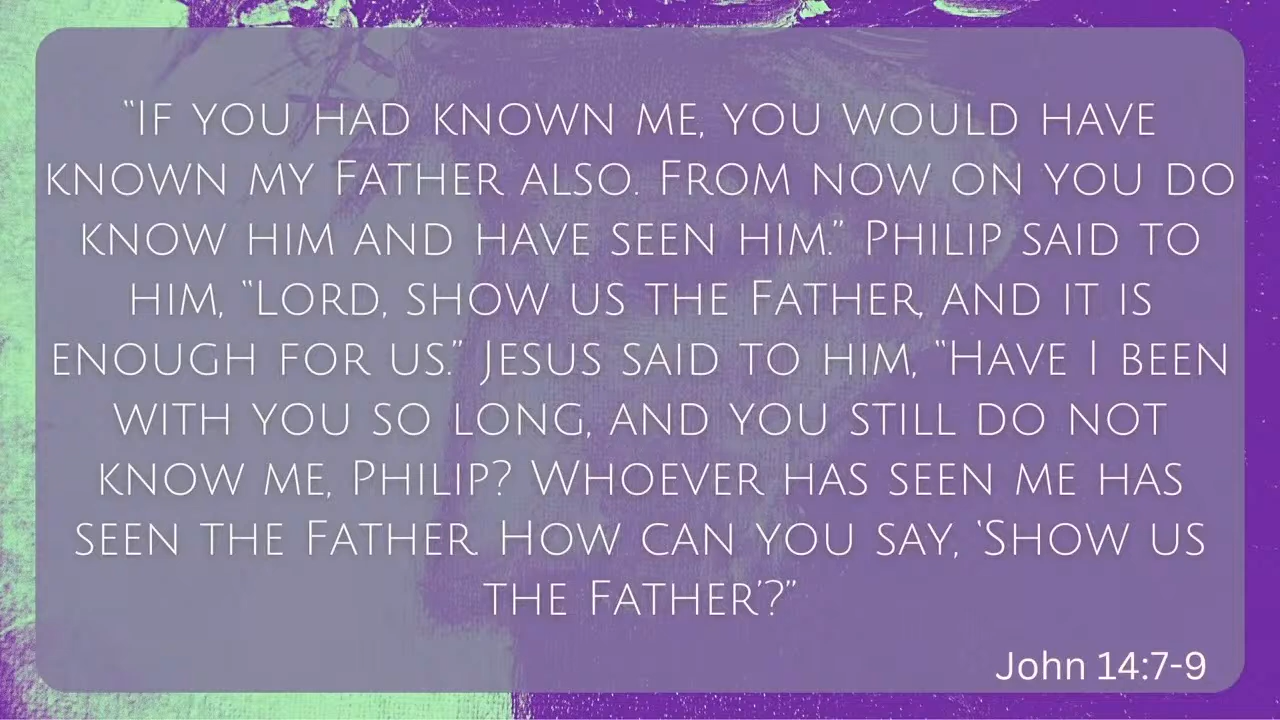 “If you had known me, you would have
known my Father also. From now on you do
know him and have seen him.” Philip said to
him, “Lord, show us the Father, and it is
enough for us.” Jesus said to him, “Have I been
with you so long, and you still do not
know me, Philip? Whoever has seen me has
seen the Father. How can you say, ‘Show us
the Father’?”
John 14:7-9